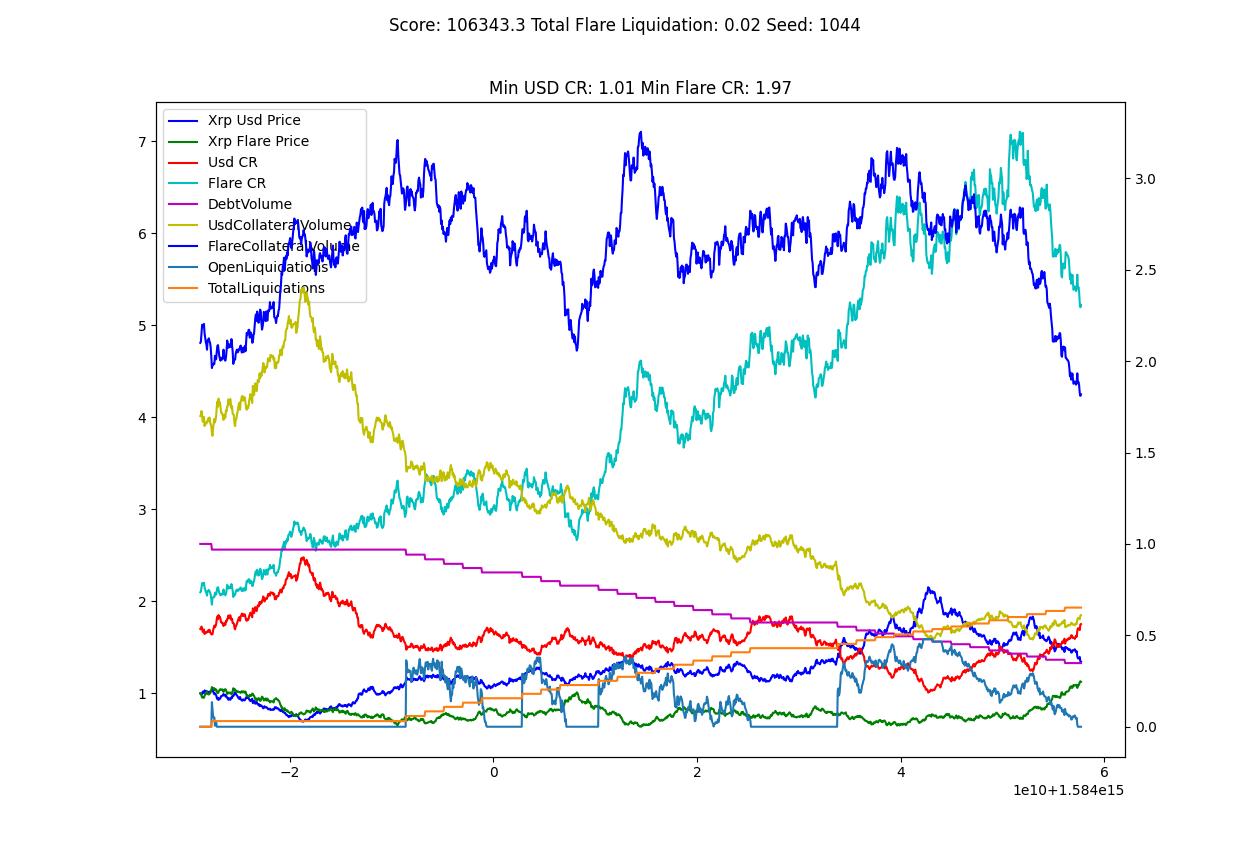 Score: 106343.3 Total Flare Liquidation: 0.02 Seed: 1044
Min USD CR: 1.01 Min Flare CR: 1.97
Xrp Usd Price
Xrp Flare Price
Usd CR
Flare CR
DebtVolume
UsdCollateralVolume
FlareCollateralVolume
OpenLiquidations
TotalLiquidations
7
6
5
4
3
2
1
3.0
2.5
2.0
1.5
1.0
0.5
0.0
−2
0
2
4
6
1e10+1.584e15